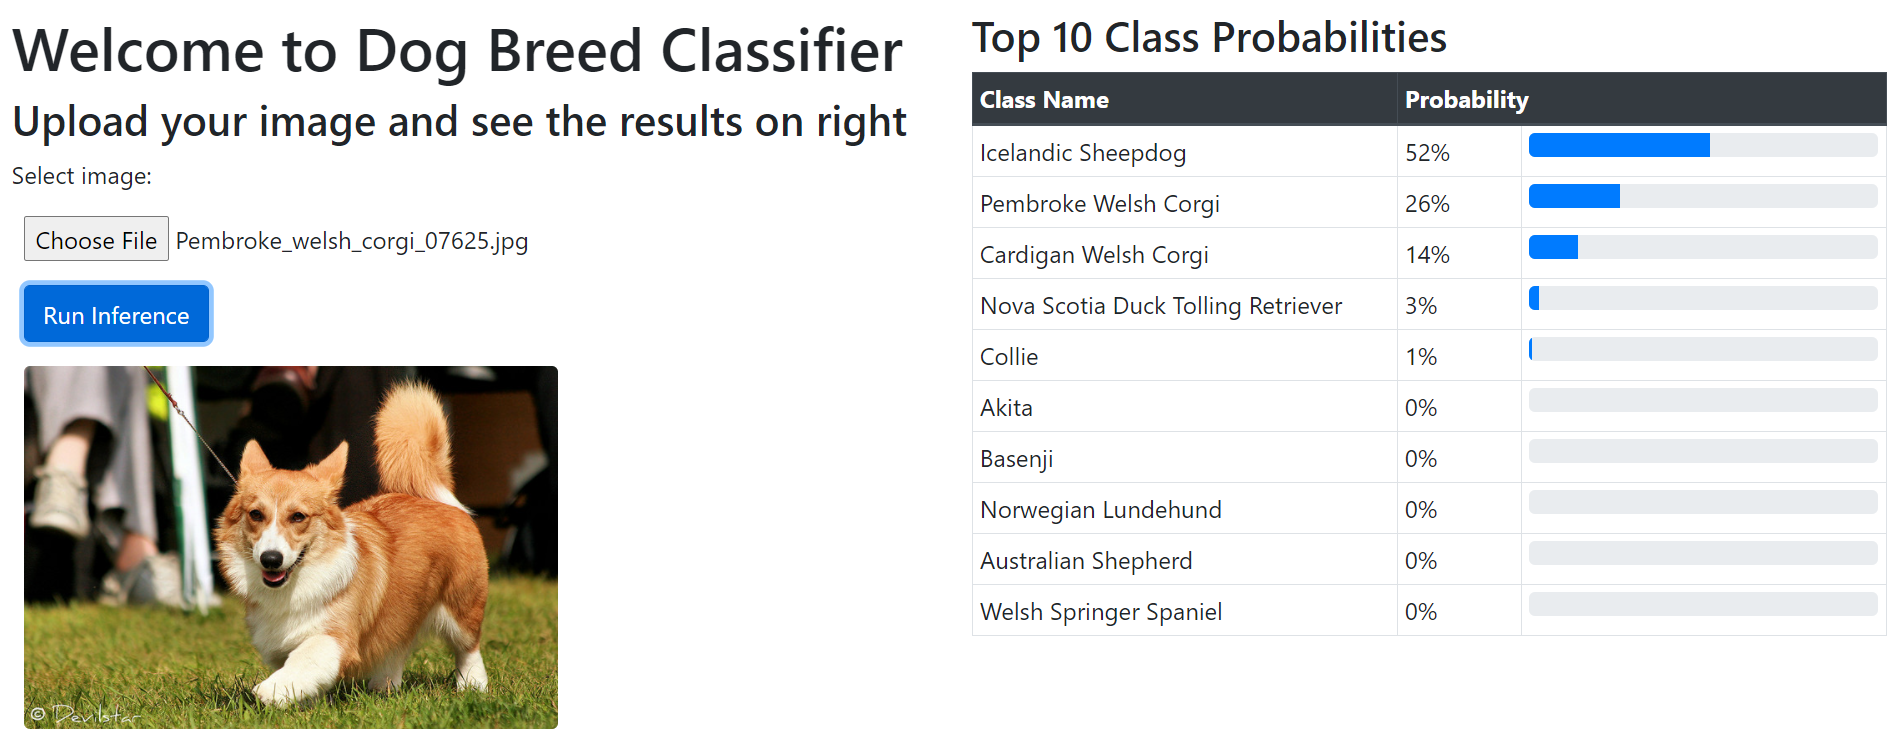 Welcome to Dog Breed Classifier
Upload your image and see the results on right
Select image:
Choose File Pembroke_welsh_corgi_07625.jpg
Run Inference
© Devilstar
Top 10 Class Probabilities
Class Name Probability
Icelandic Sheepdog 52%
Pembroke Welsh Corgi 26%
Cardigan Welsh Corgi 14%
Nova Scotia Duck Tolling Retriever 3%
Collie 1%
Akita 0%
Basenji 0%
Norwegian Lundehund 0%
Australian Shepherd 0%
Welsh Springer Spaniel 0%